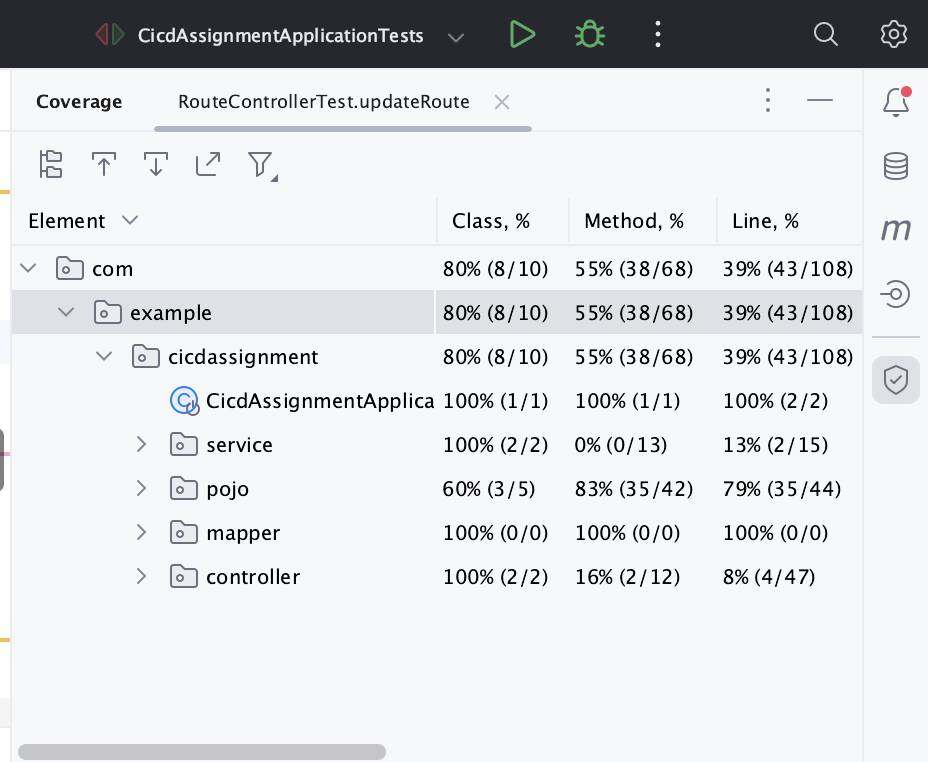 CicdAssignmentApplicationTests
Coverage RouteControllerTest.updateRoute
Element Class, % Method, % Line, %
com 80% (8/10) 55% (38/68) 39% (43/108)
example 80% (8/10) 55% (38/68) 39% (43/108)
cicdassignment 80% (8/10) 55% (38/68) 39% (43/108)
CicdAssignmentApplica 100% (1/1) 100% (1/1) 100% (2/2)
service 100% (2/2) 0% (0/13) 13% (2/15)
pojo 60% (3/5) 83% (35/42) 79% (35/44)
mapper 100% (0/0) 100% (0/0) 100% (0/0)
controller 100% (2/2) 16% (2/12) 8% (4/47)
m